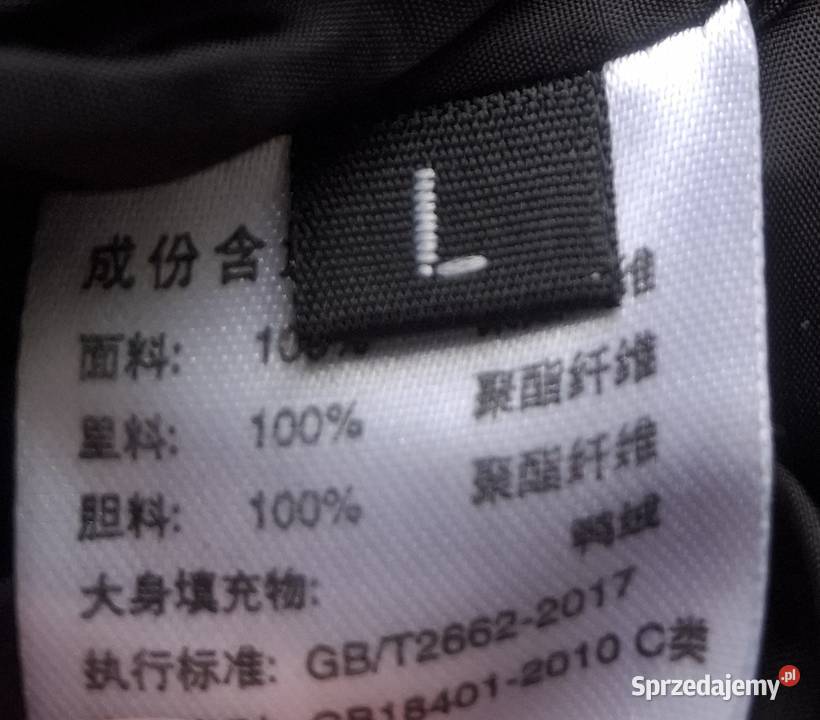 L
成份含
面料: 100% 维
里料: 100% 聚酯纤维
胆料: 100% 聚酯纤维
大身填充物: 鸭绒
执行标准: GB/T2662-2017
GB18401-2010 C类
Sprzedajemy.pl